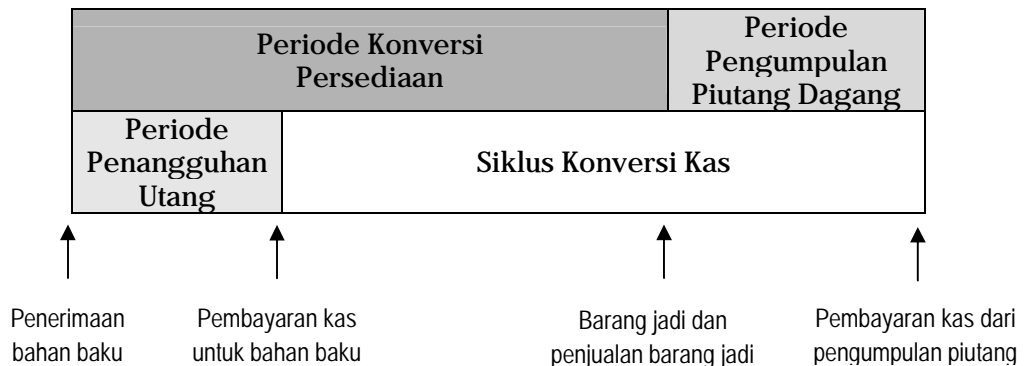 Periode Konversi
Persediaan
Periode
Pengumpulan
Piutang Dagang
Periode
Penangguhan
Utang
Siklus Konversi Kas
Penerimaan
bahan baku
Pembayaran kas
untuk bahan baku
Barang jadi dan
penjualan barang jadi
Pembayaran kas dari
pengumpulan piutang